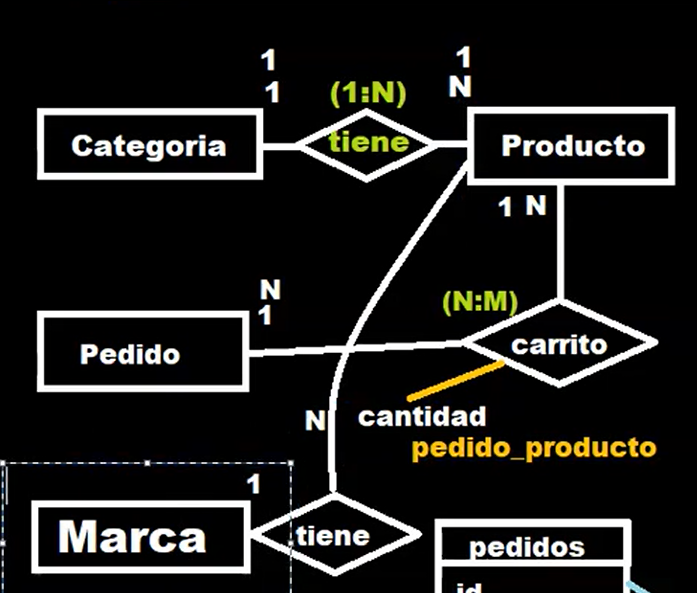 1 1
1 (1:N) N
Categoria tiene Producto
1 N
N
1 (N:M)
Pedido carrito
N cantidad
pedido_producto
1
Marca tiene
pedidos
id